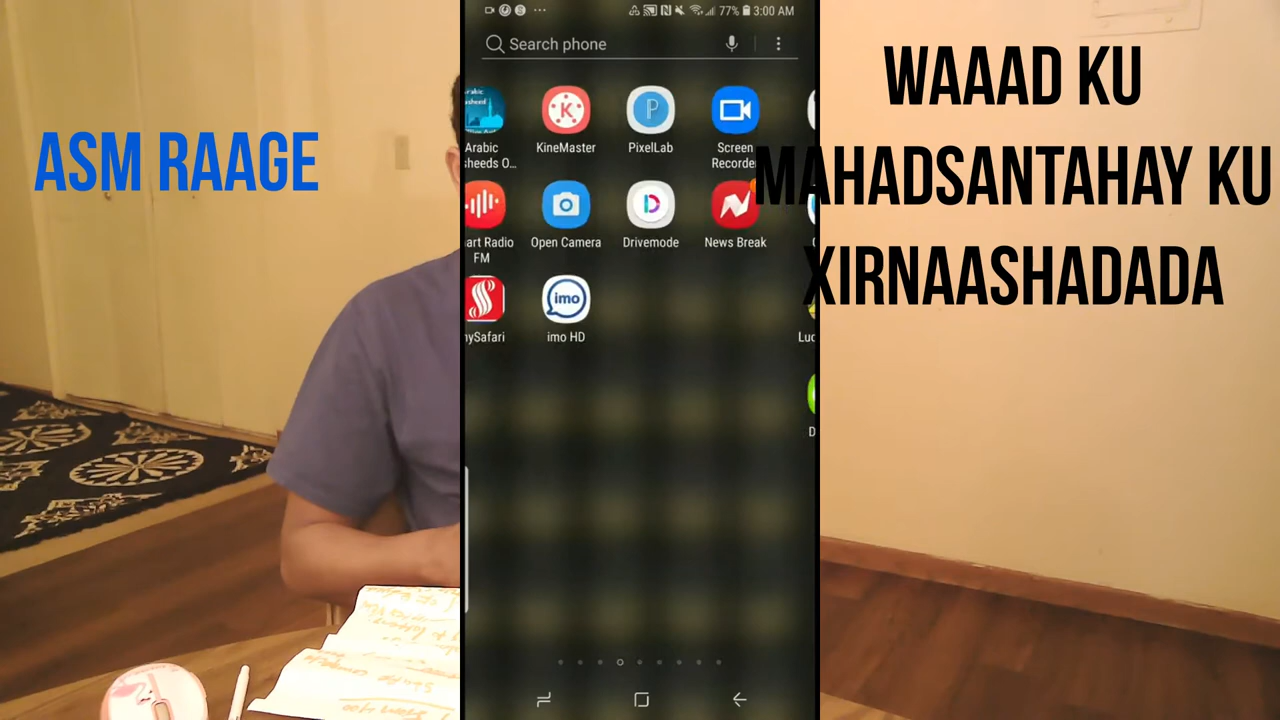 77% 3:00 AM
Search phone
WAAAD KU
MAHADSANTAHAY KU
XIRNAASHADADA
ASM RAAGE
Arabic
KineMaster
PixelLab
Screen
sheeds O...
Recorder
art Radio
FM
Open Camera
Drivemode
News Break
imo
ySafari
imo HD
Luc
D